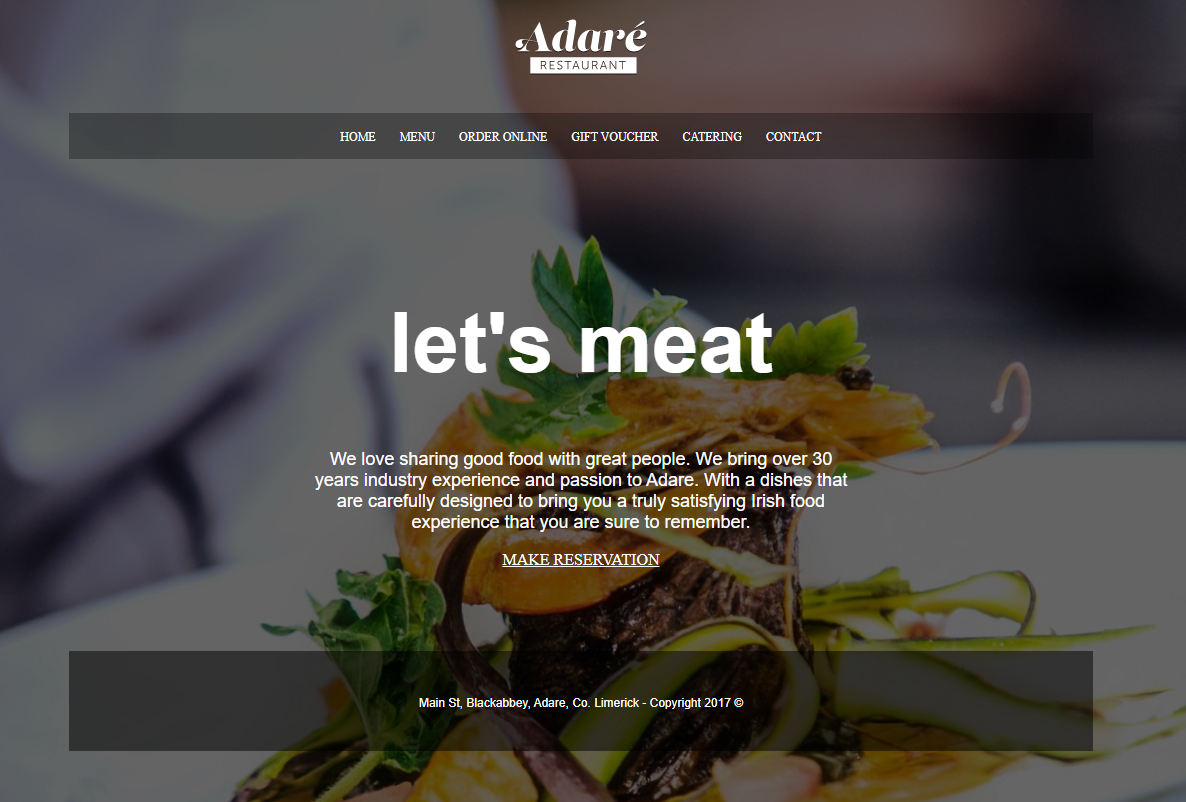 Adaré
RESTAURANT
HOME MENU ORDER ONLINE GIFT VOUCHER CATERING CONTACT
let's meat
We love sharing good food with great people. We bring over 30
years industry experience and passion to Adare. With a dishes that
are carefully designed to bring you a truly satisfying Irish food
experience that you are sure to remember.
MAKE RESERVATION
Main St, Blackabbey, Adare, Co. Limerick - Copyright 2017 ©